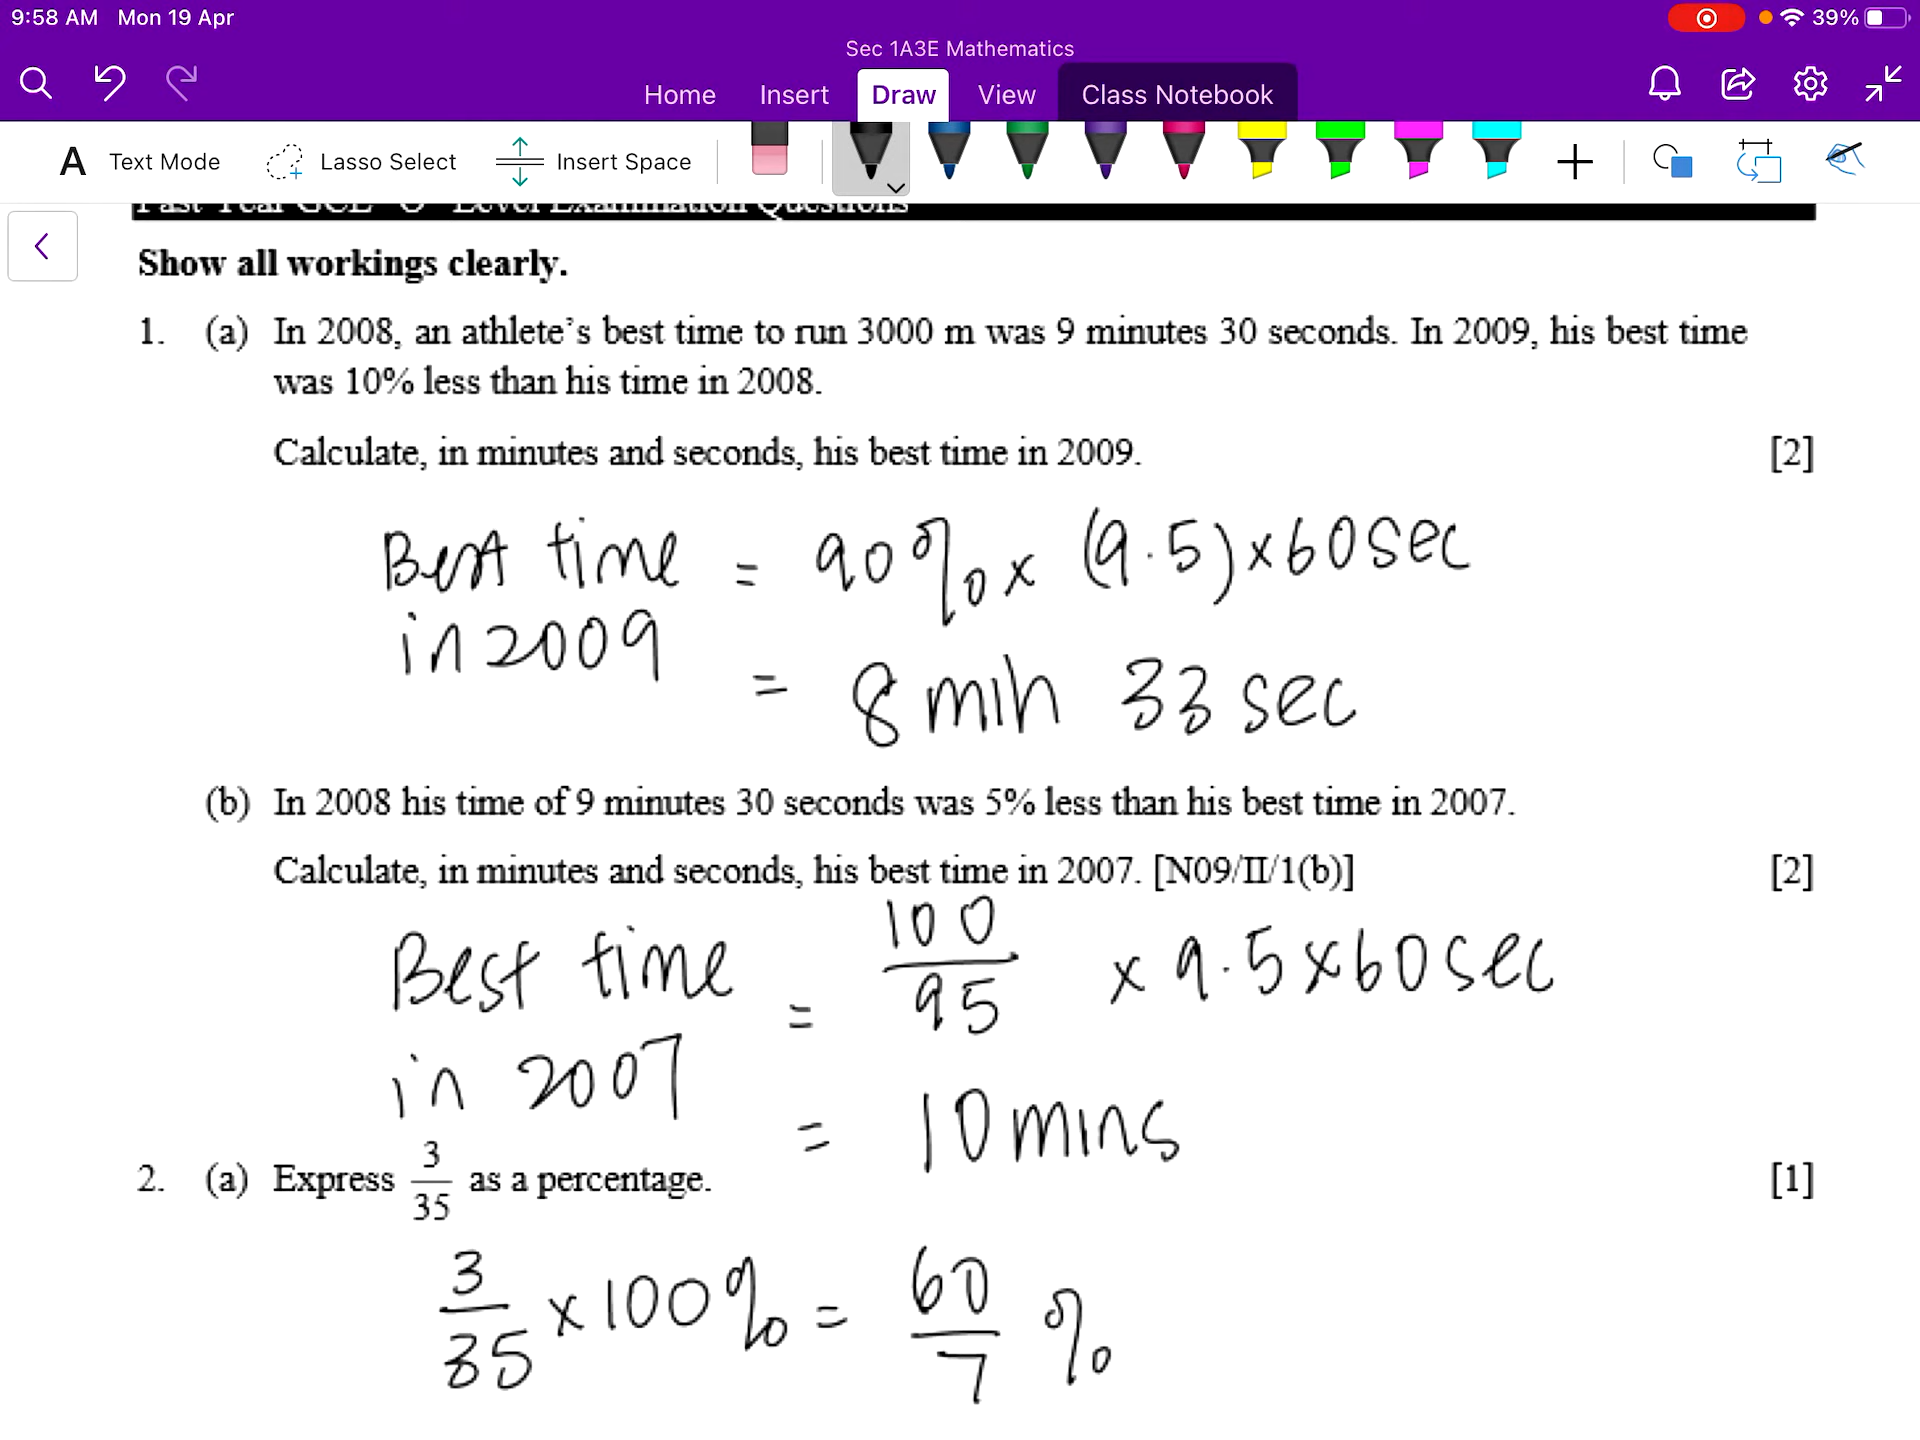 9:58 AM Mon 19 Apr
39%
Sec 1A3E Mathematics
Home Insert Draw View Class Notebook
A Text Mode Lasso Select Insert Space
Past Year GCE "O" Level Examination Questions
Show all workings clearly.
1. (a) In 2008, an athlete's best time to run 3000 m was 9 minutes 30 seconds. In 2009, his best time
was 10% less than his time in 2008.
Calculate, in minutes and seconds, his best time in 2009. [2]
Best time = 90% x (9.5) x 60 sec
in 2009
= 8 min 33 sec
(b) In 2008 his time of 9 minutes 30 seconds was 5% less than his best time in 2007.
Calculate, in minutes and seconds, his best time in 2007. [N09/II/1(b)] [2]
Best time = 100/95 x 9.5 x 60 sec
in 2007
= 10 mins
2. (a) Express 3/35 as a percentage. [1]
3/35 x 100% = 60/7 %